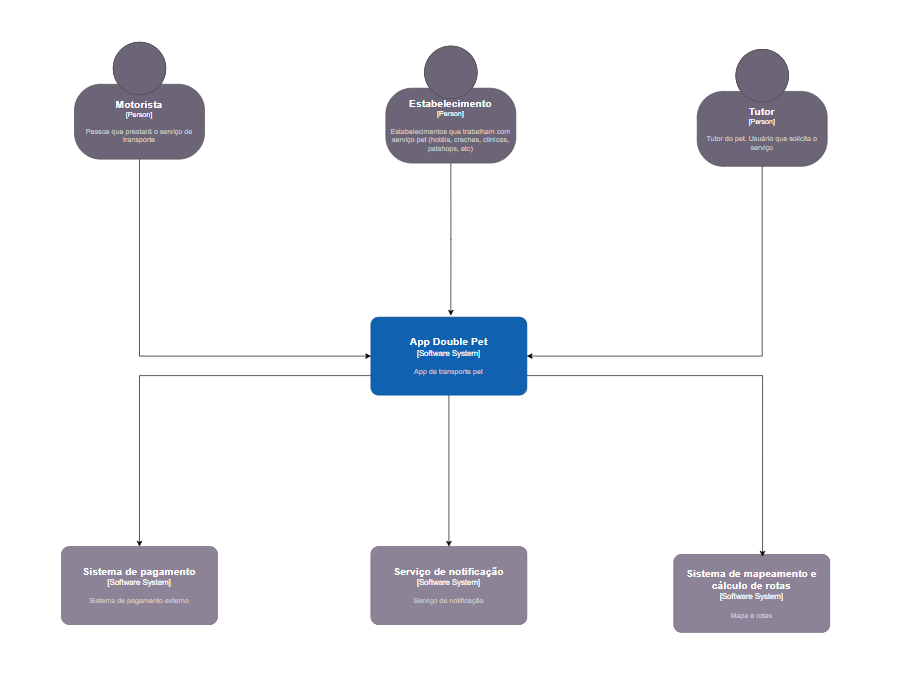 Motorista
[Person]
Pessoa que prestará o serviço de
transporte
Estabelecimento
[Person]
Estabelecimentos que trabalham com
serviço pet (hotéis, creches, clínicas,
petshops, etc)
Tutor
[Person]
Tutor do pet. Usuário que solicita o
serviço
App Double Pet
[Software System]
App de transporte pet
Sistema de pagamento
[Software System]
Sistema de pagamento externo
Serviço de notificação
[Software System]
Serviço de notificação
Sistema de mapeamento e
cálculo de rotas
[Software System]
Mapa e rotas